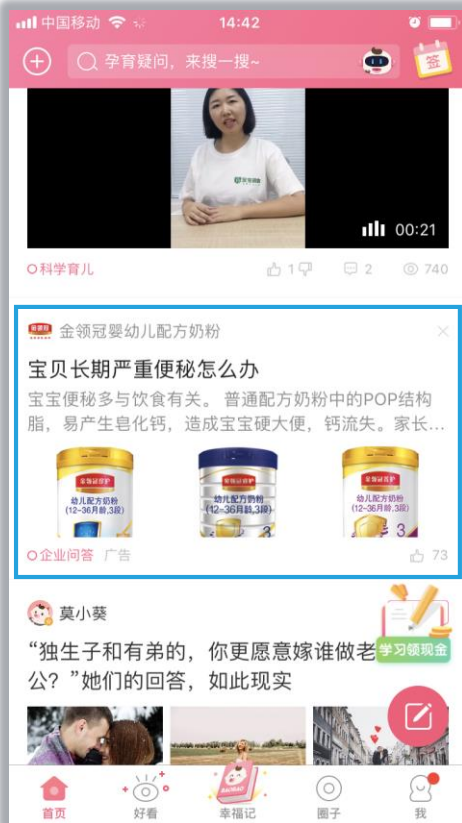 中国移动
14:42
孕育疑问，来搜一搜~
签
00:21
科学育儿
1
2
740
金领冠婴幼儿配方奶粉
宝贝长期严重便秘怎么办
宝宝便秘多与饮食有关。 普通配方奶粉中的POP结构
脂，易产生皂化钙，造成宝宝硬大便，钙流失。家长...
幼儿配方奶粉
(12-36月龄,3段)
幼儿配方奶粉
(12-36月龄,3段)
幼儿配方奶粉
(12-36月龄,3段)
3
企业问答 广告
73
莫小葵
学习领现金
“独生子和有弟的，你更愿意嫁谁做老
公？”她们的回答，如此现实
首页
好看
幸福记
圈子
我